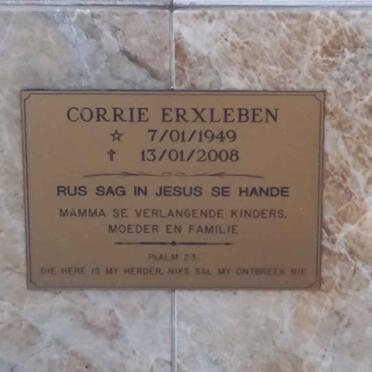 CORRIE ERXLEBEN
☆ 7/01/1949
† 13/01/2008
RUS SAG IN JESUS SE HANDE
MAMMA SE VERLANGENDE KINDERS,
MOEDER EN FAMILIE
PSALM 23:
DIE HERE IS MY HERDER, NIKS SAL MY ONTBREEK NIE